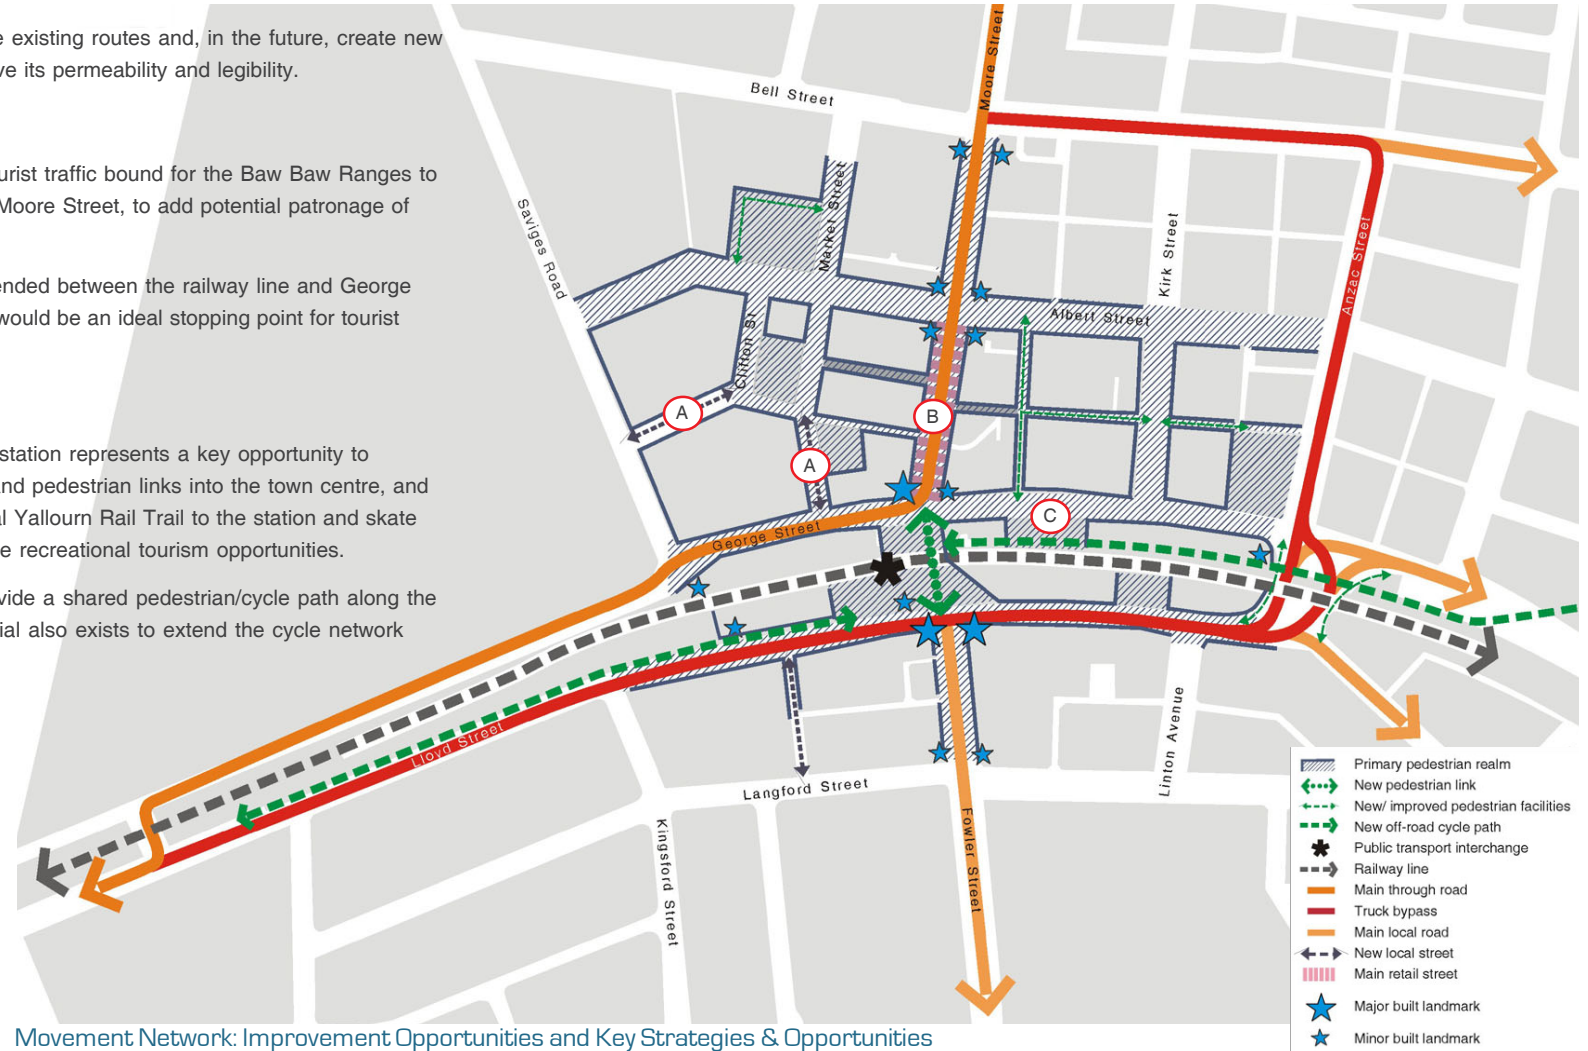 e existing routes and, in the future, create new
ve its permeability and legibility.
urist traffic bound for the Baw Baw Ranges to
Moore Street, to add potential patronage of
ended between the railway line and George
would be an ideal stopping point for tourist
station represents a key opportunity to
and pedestrian links into the town centre, and
al Yallourn Rail Trail to the station and skate
e recreational tourism opportunities.
vide a shared pedestrian/cycle path along the
ial also exists to extend the cycle network
Moore Street
Bell Street
Market Street
Saviges Road
Kirk Street
Anzac Street
Albert Street
Clifton St
A
B
A
C
George Street
Lloyd Street
Langford Street
Linton Avenue
Kingsford Street
Fowler Street
Primary pedestrian realm
New pedestrian link
New/ improved pedestrian facilities
New off-road cycle path
Public transport interchange
Railway line
Main through road
Truck bypass
Main local road
New local street
Main retail street
Major built landmark
Minor built landmark
Movement Network: Improvement Opportunities and Key Strategies & Opportunities